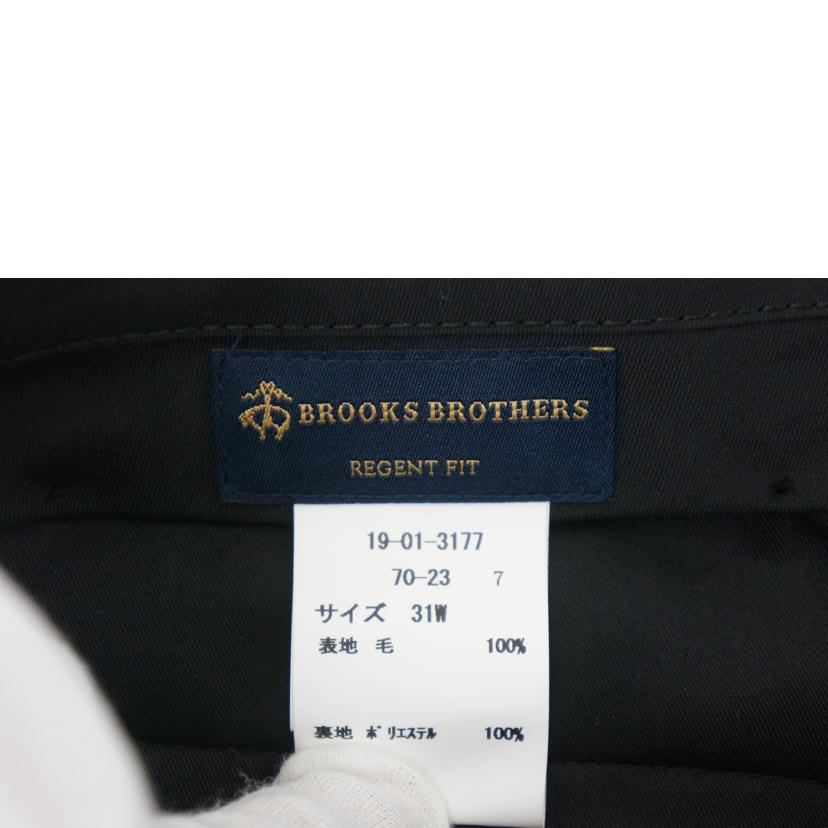 BROOKS BROTHERS
REGENT FIT
19-01-3177
70-23 7
サイズ 31W
表地 毛 100%
裏地 ポリエステル 100%